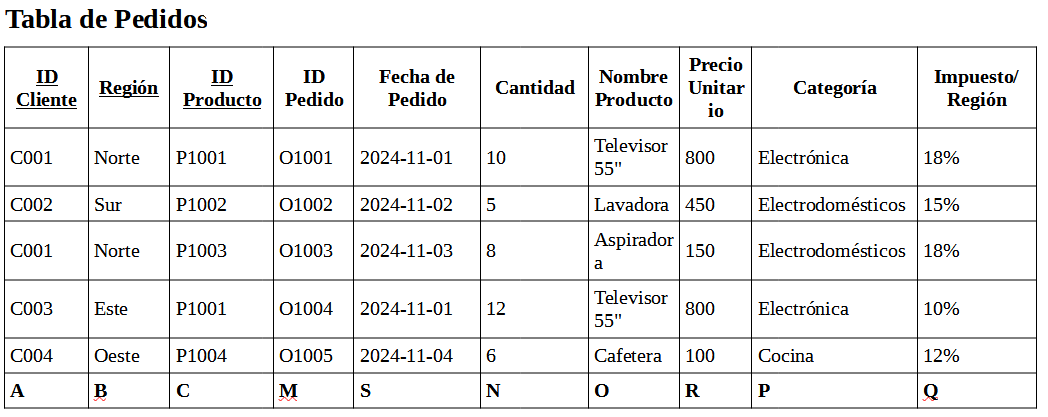 Tabla de Pedidos
ID Cliente Región ID Producto ID Pedido Fecha de Pedido Cantidad Nombre Producto Precio Unitar io Categoría Impuesto/ Región
C001 Norte P1001 O1001 2024-11-01 10 Televisor 55" 800 Electrónica 18%
C002 Sur P1002 O1002 2024-11-02 5 Lavadora 450 Electrodomésticos 15%
C001 Norte P1003 O1003 2024-11-03 8 Aspirador a 150 Electrodomésticos 18%
C003 Este P1001 O1004 2024-11-01 12 Televisor 55" 800 Electrónica 10%
C004 Oeste P1004 O1005 2024-11-04 6 Cafetera 100 Cocina 12%
A B C M S N O R P Q